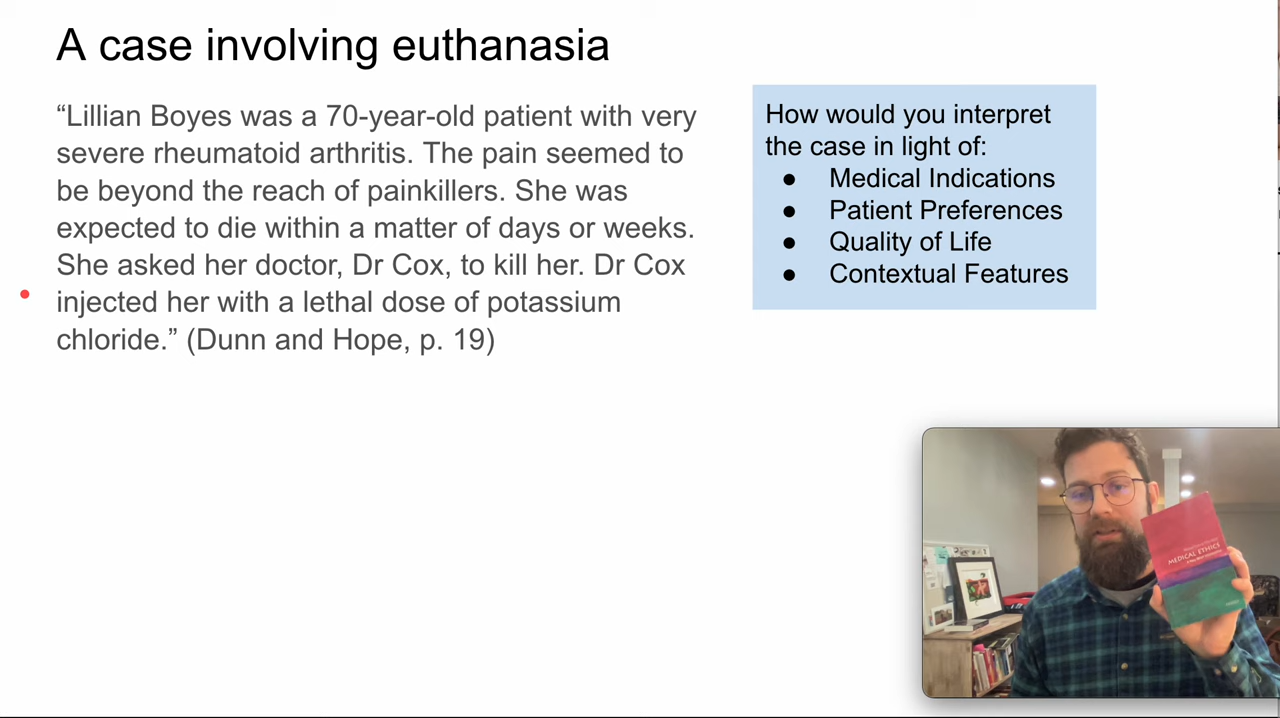 A case involving euthanasia
“Lillian Boyes was a 70-year-old patient with very
severe rheumatoid arthritis. The pain seemed to
be beyond the reach of painkillers. She was
expected to die within a matter of days or weeks.
She asked her doctor, Dr Cox, to kill her. Dr Cox
injected her with a lethal dose of potassium
chloride.” (Dunn and Hope, p. 19)
How would you interpret
the case in light of:
● Medical Indications
● Patient Preferences
● Quality of Life
● Contextual Features
MEDICAL ETHICS